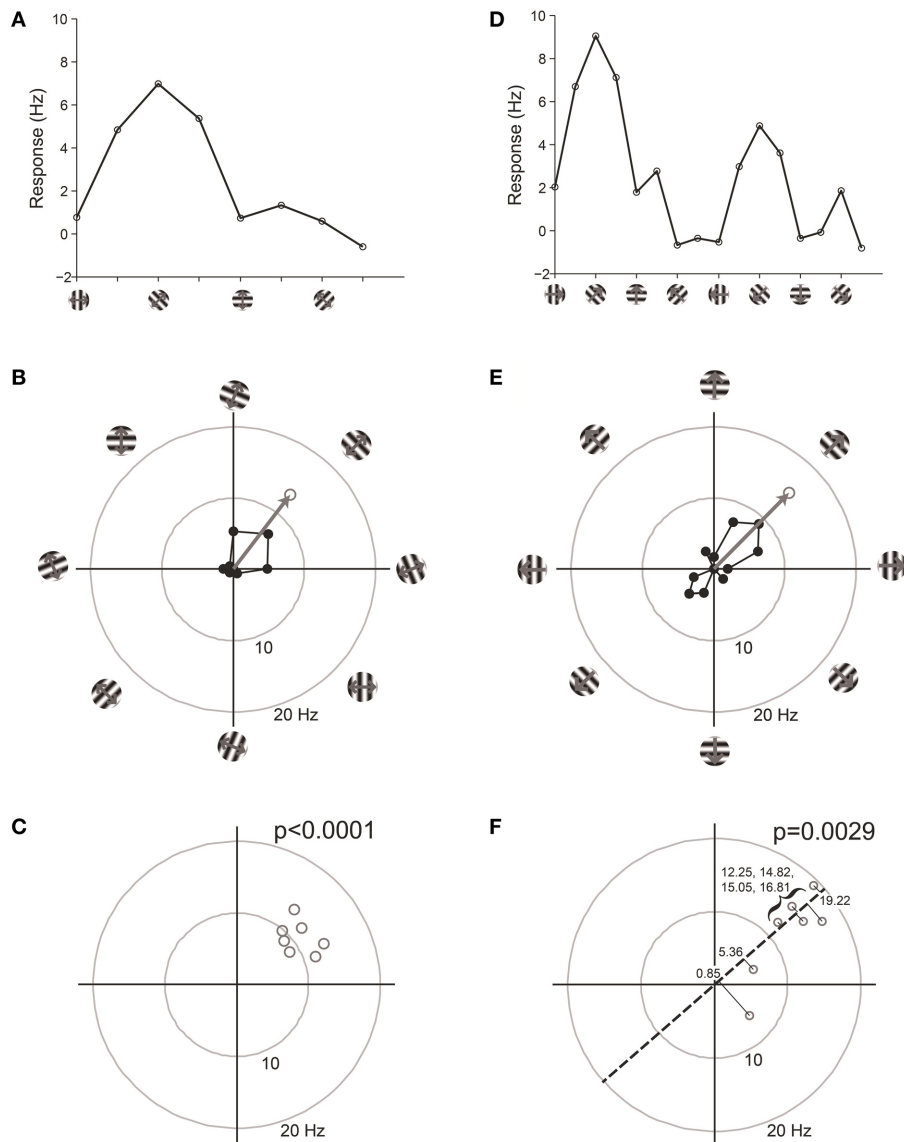 A
10
8
6
4
2
0
−2
Response (Hz)
D
10
8
6
4
2
0
−2
Response (Hz)
B
10
20 Hz
E
10
20 Hz
C
p<0.0001
10
20 Hz
F
p=0.0029
12.25, 14.82,
15.05, 16.81
19.22
5.36
0.85
10
20 Hz